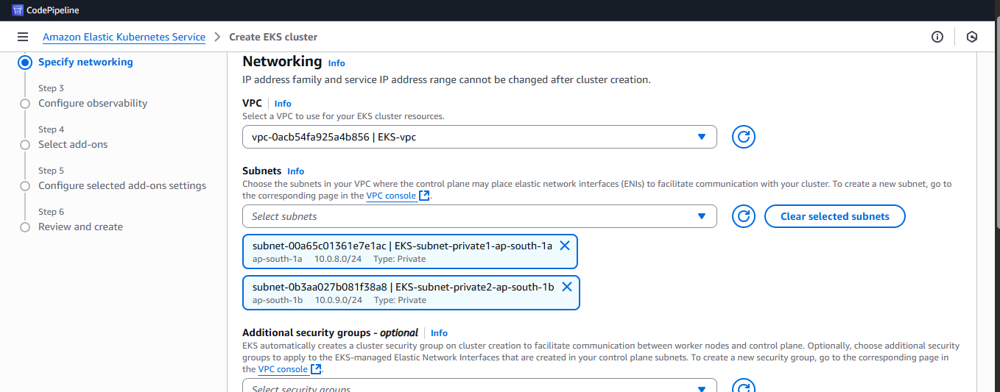 CodePipeline
Amazon Elastic Kubernetes Service > Create EKS cluster
Specify networking
Step 3
Configure observability
Step 4
Select add-ons
Step 5
Configure selected add-ons settings
Step 6
Review and create
Networking Info
IP address family and service IP address range cannot be changed after cluster creation.
VPC | Info
Select a VPC to use for your EKS cluster resources.
vpc-0acb54fa925a4b856 | EKS-vpc
Subnets Info
Choose the subnets in your VPC where the control plane may place elastic network interfaces (ENIs) to facilitate communication with your cluster. To create a new subnet, go to
the corresponding page in the VPC console.
Select subnets
Clear selected subnets
subnet-00a65c01361e7e1ac | EKS-subnet-private1-ap-south-1a
ap-south-1a 10.0.8.0/24 Type: Private
subnet-0b3aa027b081f38a8 | EKS-subnet-private2-ap-south-1b
ap-south-1b 10.0.9.0/24 Type: Private
Additional security groups - optional | Info
EKS automatically creates a cluster security group on cluster creation to facilitate communication between worker nodes and control plane. Optionally, choose additional security
groups to apply to the EKS-managed Elastic Network Interfaces that are created in your control plane subnets. To create a new security group, go to the corresponding page in
the VPC console.
Select security groups